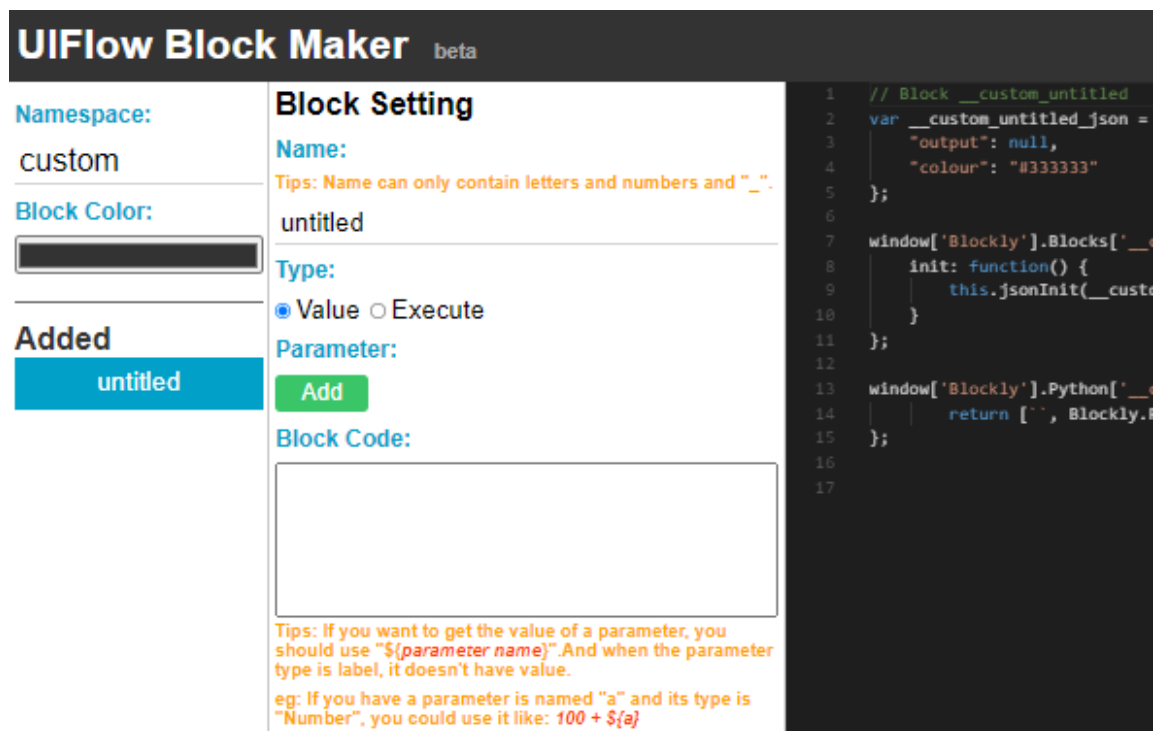 UIFlow Block Maker beta
Namespace:
custom
Block Color:
Added
untitled
Block Setting
Name:
Tips: Name can only contain letters and numbers and "_".
untitled
Type:
Value Execute
Parameter:
Add
Block Code:
Tips: If you want to get the value of a parameter, you
should use "${parameter name}".And when the parameter
type is label, it doesn't have value.
eg: If you have a parameter is named "a" and its type is
"Number", you could use it like: 100 + ${a}
1 // Block __custom_untitled
2 var __custom_untitled_json =
3 "output": null,
4 "colour": "#333333"
5 };
6
7 window['Blockly'].Blocks['__
8 init: function() {
9 this.jsonInit(__custo
10 }
11 };
12
13 window['Blockly'].Python['__
14 return [``, Blockly.
15 };
16
17